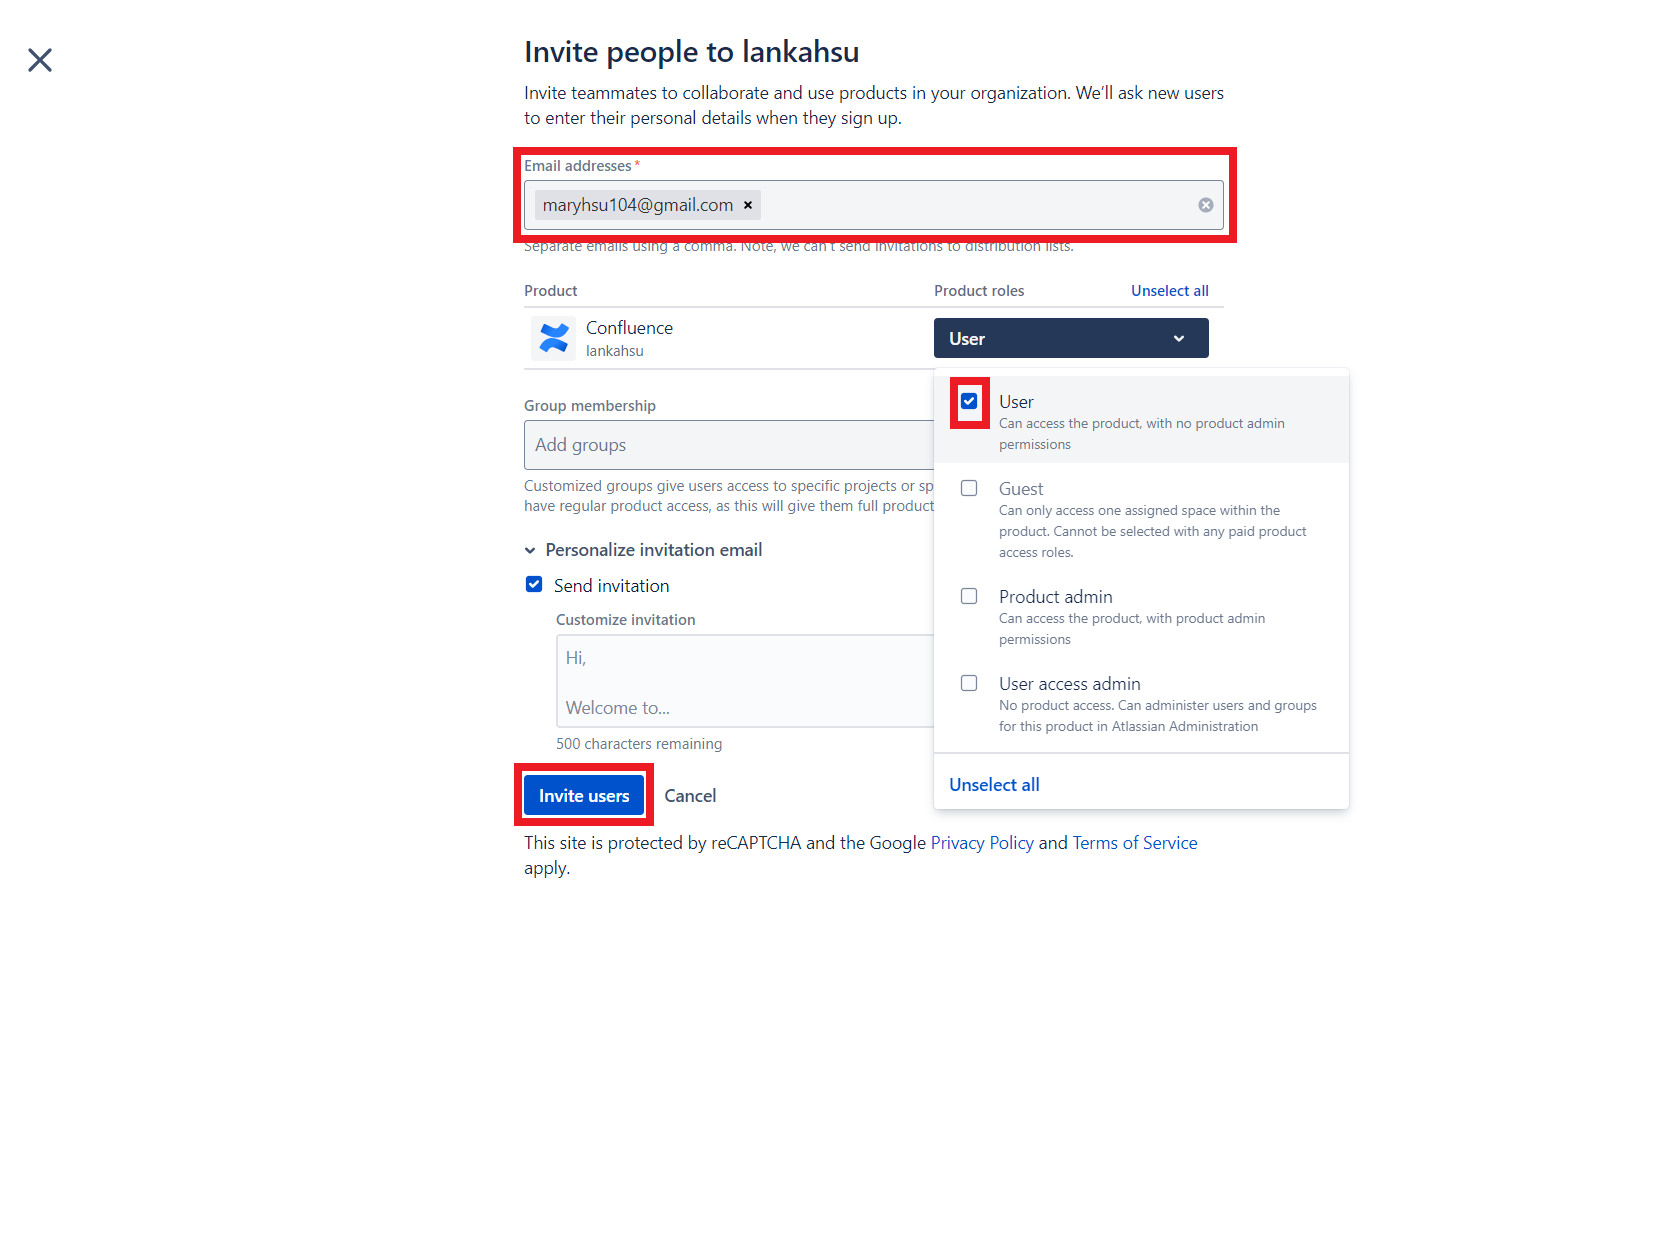 Invite people to lankahsu
Invite teammates to collaborate and use products in your organization. We'll ask new users
to enter their personal details when they sign up.
Email addresses *
maryhsu104@gmail.com ×
Separate emails using a comma. Note, we can't send invitations to distribution lists.
Product Product roles Unselect all
Confluence
lankahsu
User
Group membership
Add groups
Customized groups give users access to specific projects or sp
have regular product access, as this will give them full product
Personalize invitation email
Send invitation
Customize invitation
Hi,
Welcome to...
500 characters remaining
User
Can access the product, with no product admin
permissions
Guest
Can only access one assigned space within the
product. Cannot be selected with any paid product
access roles.
Product admin
Can access the product, with product admin
permissions
User access admin
No product access. Can administer users and groups
for this product in Atlassian Administration
Unselect all
Invite users Cancel
This site is protected by reCAPTCHA and the Google Privacy Policy and Terms of Service
apply.